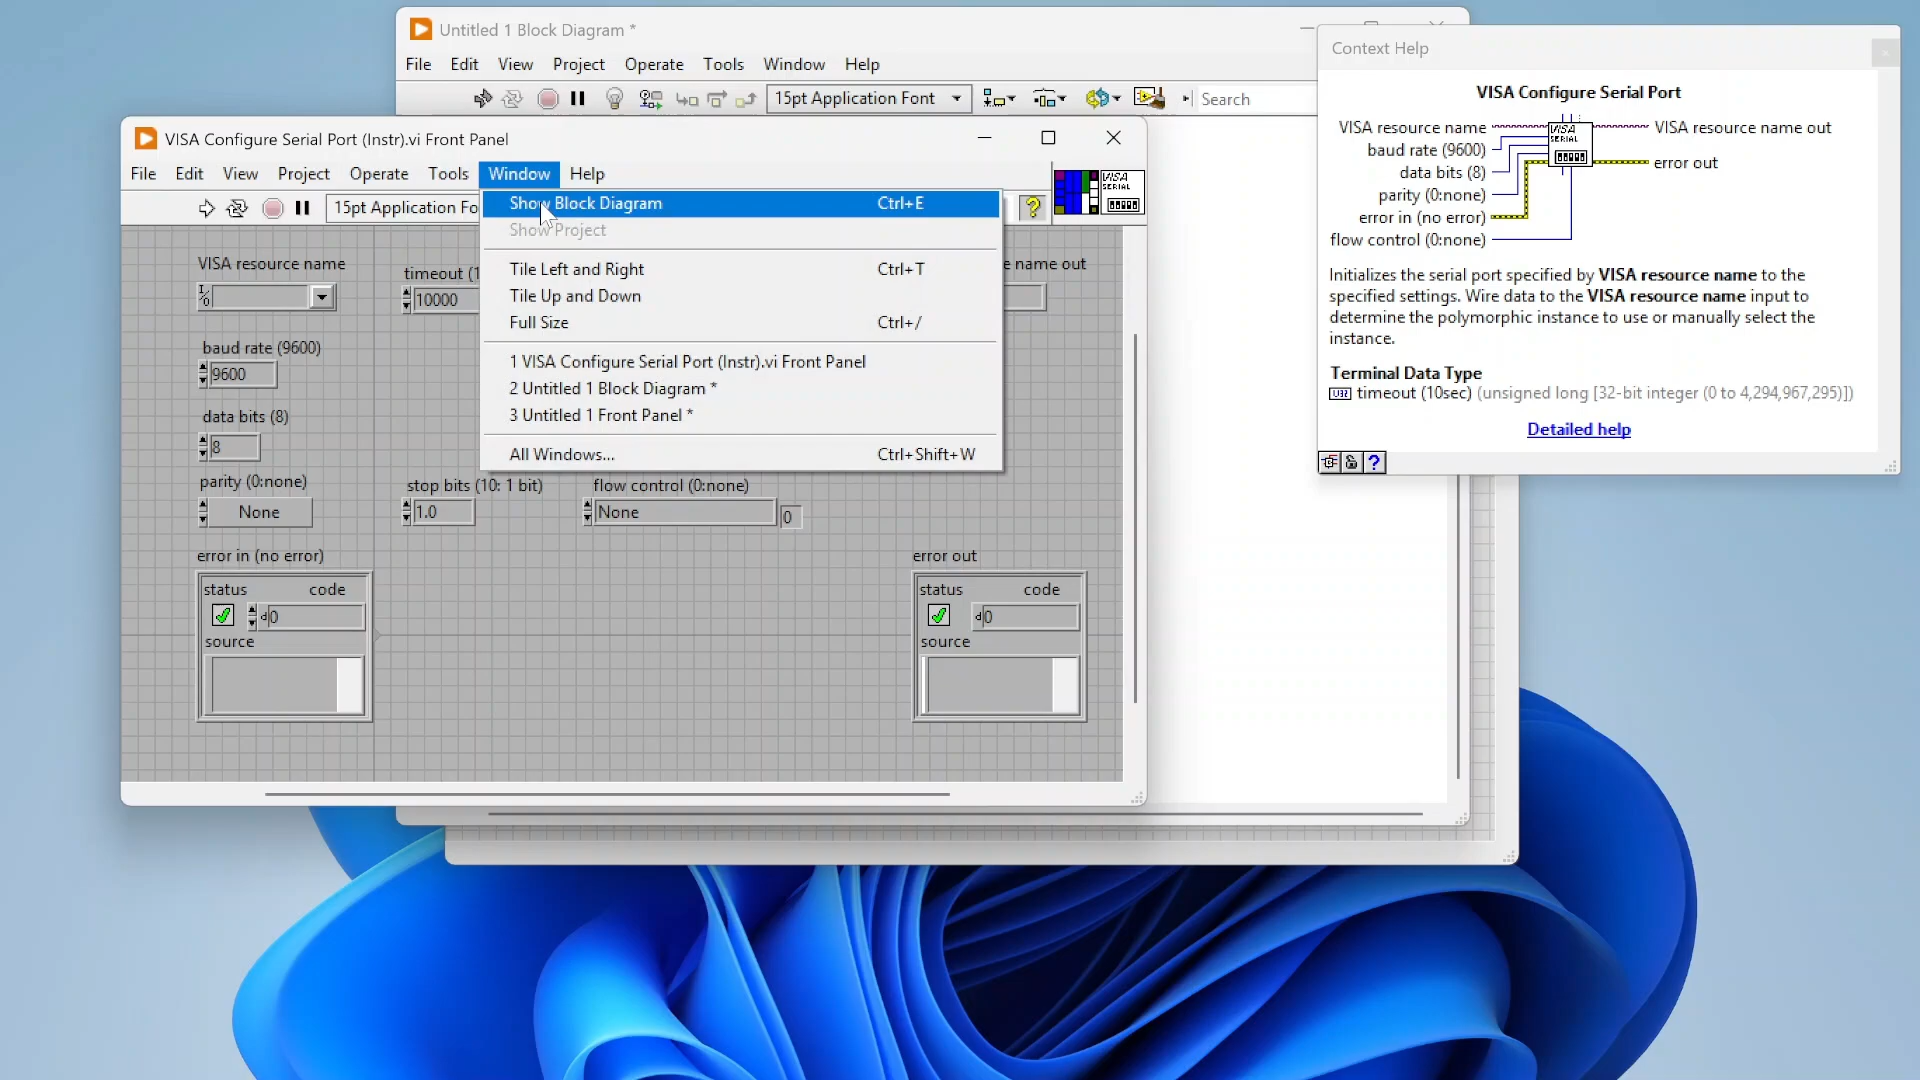 Untitled 1 Block Diagram *
File Edit View Project Operate Tools Window Help
15pt Application Font
Search
Context Help
VISA Configure Serial Port
VISA resource name
baud rate (9600)
data bits (8)
parity (0:none)
error in (no error)
flow control (0:none)
VISA SERIAL
VISA resource name out
error out
Initializes the serial port specified by VISA resource name to the
specified settings. Wire data to the VISA resource name input to
determine the polymorphic instance to use or manually select the
instance.
Terminal Data Type
U32 timeout (10sec) (unsigned long [32-bit integer (0 to 4,294,967,295)])
Detailed help
VISA Configure Serial Port (Instr).vi Front Panel
File Edit View Project Operate Tools Window Help
15pt Application Fo
VISA SERIAL
Show Block Diagram Ctrl+E
Show Project
Tile Left and Right Ctrl+T
Tile Up and Down
Full Size Ctrl+/
1 VISA Configure Serial Port (Instr).vi Front Panel
2 Untitled 1 Block Diagram *
3 Untitled 1 Front Panel *
All Windows... Ctrl+Shift+W
VISA resource name
timeout (1
10000
e name out
baud rate (9600)
9600
data bits (8)
8
parity (0:none)
None
stop bits (10: 1 bit)
1.0
flow control (0:none)
None
0
error in (no error)
status code
d0
source
error out
status code
d0
source